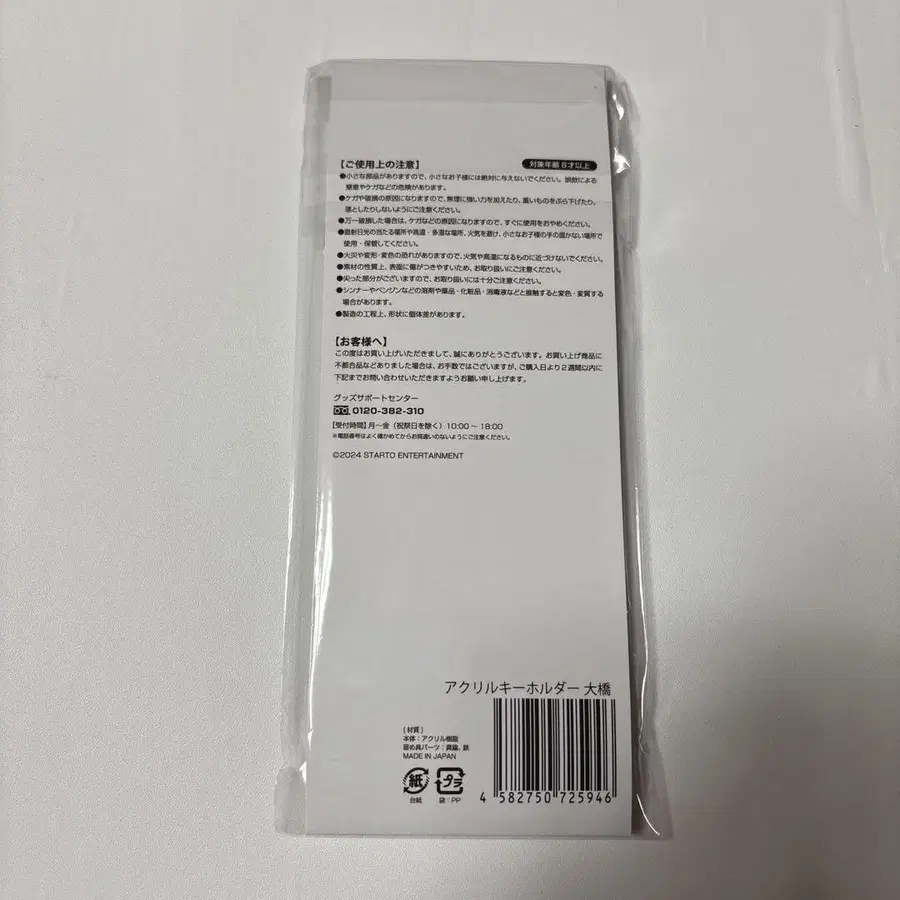 【ご使用上の注意】
対象年齢 8才以上
●小さな部品がありますので、小さなお子様には絶対に与えないでください。誤飲による
窒息やケガなどの危険があります。
●ケガや破損の原因になりますので、無理に強い力を加えたり、重いものをぶら下げたり、
落としたりしないようにご注意ください。
●万一破損した場合は、ケガなどの原因になりますので、すぐに使用をおやめください。
●直射日光の当たる場所や高温・多湿な場所、火気を避け、小さなお子様の手の届かない場所で
使用・保管してください。
●火災や変形・変色の恐れがありますので、火気や高温になるものに近づけないでください。
●素材の性質上、表面に傷がつきやすいため、お取り扱いにご注意ください。
●尖った部分がございますので、お取り扱いには十分ご注意ください。
●シンナーやベンジンなどの溶剤や薬品・化粧品・消毒液などと接触すると変色・変質する
場合があります。
●製造の工程上、形状に個体差があります。
【お客様へ】
この度はお買い上げいただきまして、誠にありがとうございます。お買い上げ商品に
不都合品などありました場合は、お手数ではございますが、ご購入日より2週間以内に
下記までお問い合わせいただきますようお願い申し上げます。
グッズサポートセンター
0120-382-310
【受付時間】月～金（祝祭日を除く）10:00～18:00
※電話番号はよく確かめてからお間違いのないようにご注意ください。
©2024 STARTO ENTERTAINMENT
アクリルキーホルダー 大橋
［材質］
本体：アクリル樹脂
留め具パーツ：真鍮、鉄
MADE IN JAPAN
紙
プラ
台紙
袋：PP
4 582750 725946